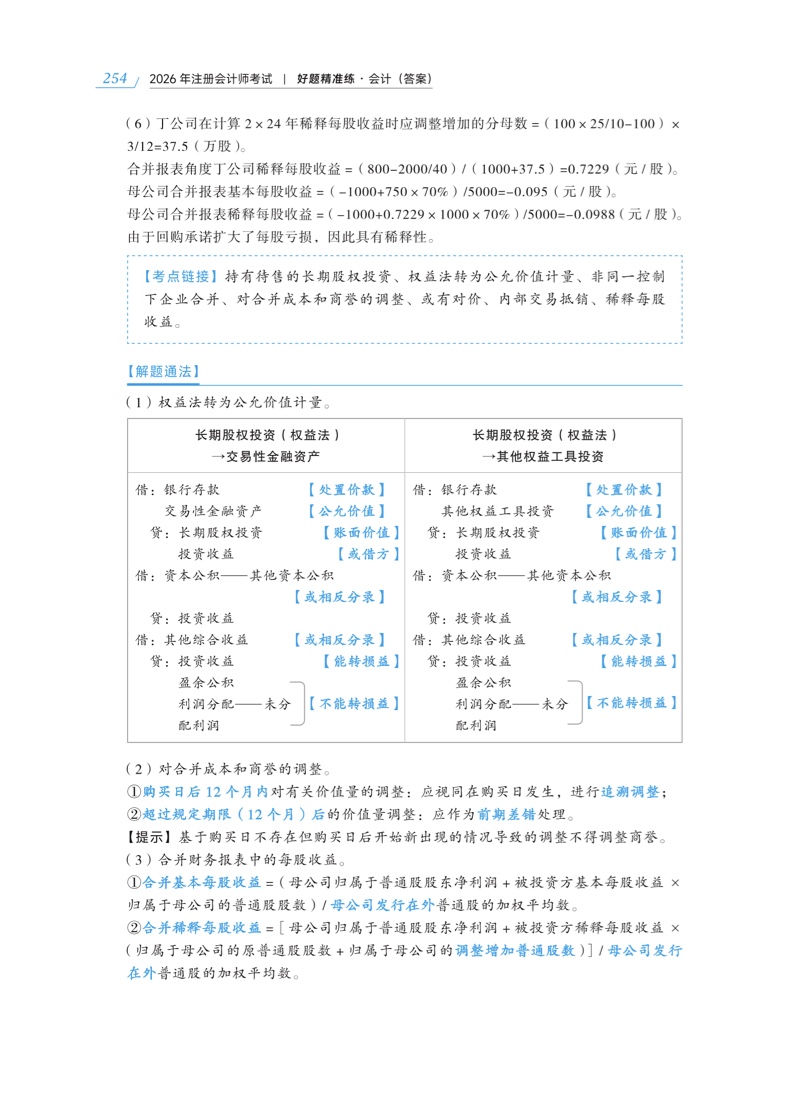 254 2026 年注册会计师考试 | 好题精准练·会计（答案）
（6）丁公司在计算 2×24 年稀释每股收益时应调整增加的分母数 =（100×25/10-100）×
3/12=37.5（万股）。
合并报表角度丁公司稀释每股收益 =（800-2000/40）/（1000+37.5）=0.7229（元 / 股）。
母公司合并报表基本每股收益 =（-1000+750×70%）/5000=-0.095（元 / 股）。
母公司合并报表稀释每股收益 =（-1000+0.7229×1000×70%）/5000=-0.0988（元 / 股）。
由于回购承诺扩大了每股亏损，因此具有稀释性。
【考点链接】持有待售的长期股权投资、权益法转为公允价值计量、非同一控制
下企业合并、对合并成本和商誉的调整、或有对价、内部交易抵销、稀释每股
收益。
【解题通法】
（1）权益法转为公允价值计量。
长期股权投资（权益法）
→交易性金融资产
长期股权投资（权益法）
→其他权益工具投资
借：银行存款 【处置价款】
交易性金融资产 【公允价值】
贷：长期股权投资 【账面价值】
投资收益 【或借方】
借：资本公积——其他资本公积
【或相反分录】
贷：投资收益
借：其他综合收益 【或相反分录】
贷：投资收益 【能转损益】
盈余公积
利润分配——未分 【不能转损益】
配利润
借：银行存款 【处置价款】
其他权益工具投资 【公允价值】
贷：长期股权投资 【账面价值】
投资收益 【或借方】
借：资本公积——其他资本公积
【或相反分录】
贷：投资收益
借：其他综合收益 【或相反分录】
贷：投资收益 【能转损益】
盈余公积
利润分配——未分 【不能转损益】
配利润
（2）对合并成本和商誉的调整。
①购买日后 12 个月内对有关价值量的调整：应视同在购买日发生，进行追溯调整；
②超过规定期限（12 个月）后的价值量调整：应作为前期差错处理。
【提示】基于购买日不存在但购买日后开始新出现的情况导致的调整不得调整商誉。
（3）合并财务报表中的每股收益。
①合并基本每股收益 =（母公司归属于普通股股东净利润 + 被投资方基本每股收益 ×
归属于母公司的普通股股数）/ 母公司发行在外普通股的加权平均数。
②合并稀释每股收益 =［母公司归属于普通股股东净利润 + 被投资方稀释每股收益 ×
（归属于母公司的原普通股股数 + 归属于母公司的调整增加普通股数）］/ 母公司发行
在外普通股的加权平均数。